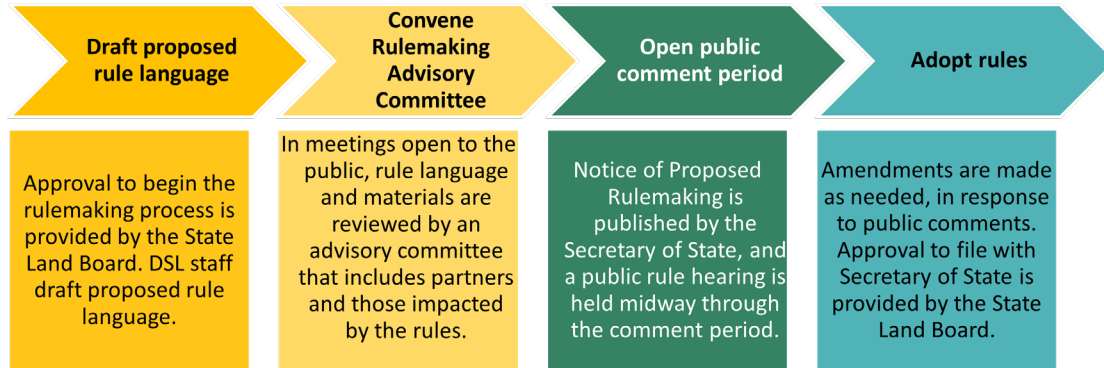 Draft proposed
rule language
Convene
Rulemaking
Advisory
Committee
Open public
comment period
Adopt rules
Approval to begin the
rulemaking process is
provided by the State
Land Board. DSL staff
draft proposed rule
language.
In meetings open to the
public, rule language
and materials are
reviewed by an
advisory committee
that includes partners
and those impacted
by the rules.
Notice of Proposed
Rulemaking is
published by the
Secretary of State, and
a public rule hearing is
held midway through
the comment period.
Amendments are made
as needed, in response
to public comments.
Approval to file with
Secretary of State is
provided by the State
Land Board.